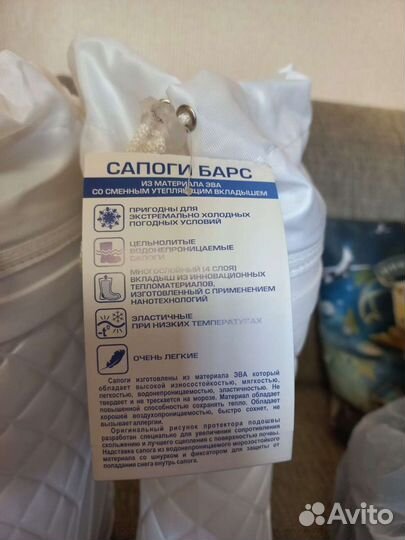 САПОГИ БАРС
ИЗ МАТЕРИАЛА ЭВА
СО СМЕННЫМ УТЕПЛЯЮЩИМ ВКЛАДЫШЕМ
ПРИГОДНЫ ДЛЯ
ЭКСТРЕМАЛЬНО ХОЛОДНЫХ
ПОГОДНЫХ УСЛОВИЙ
ЦЕЛЬНОЛИТЫЕ
ВОДОНЕПРОНИЦАЕМЫЕ
САПОГИ
МНОГОСЛОЙНЫЙ (4 СЛОЯ)
ВКЛАДЫШ ИЗ ИННОВАЦИОННЫХ
ТЕПЛОМАТЕРИАЛОВ,
ИЗГОТОВЛЕННЫЙ С ПРИМЕНЕНИЕМ
НАНОТЕХНОЛОГИЙ
ЭЛАСТИЧНЫЕ
ПРИ НИЗКИХ ТЕМПЕРАТУРАХ
ОЧЕНЬ ЛЕГКИЕ
Сапоги изготовлены из материала ЭВА который
обладает высокой износостойкостью, мягкостью,
легкостью, водонепроницаемостью, эластичностью. Не
твердеет и не трескается на морозе. Материал обладает
повышенной способностью сохранять тепло. Обладает
хорошей воздухопроницаемостью, быстро сохнет, не
вызывает аллергии.
Оригинальный рисунок протектора подошвы
разработан специально для увеличения сопротивления
скольжению и лучшего сцепления с поверхностью почвы.
Надставка сапога из водонепроницаемого морозостойкого
материала со шнурком и фиксатором для защиты от
попадания снега внутрь сапога.
Avito